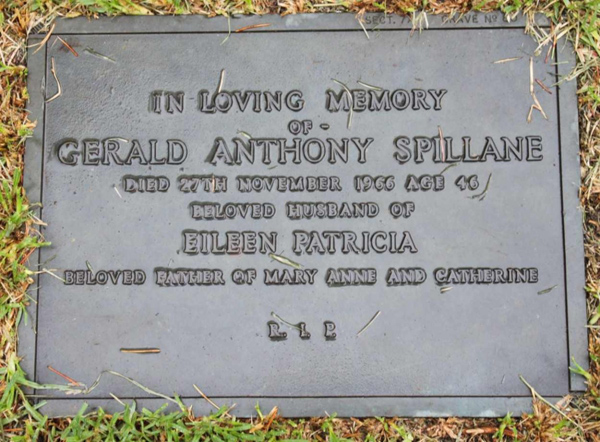 SECT. GRAVE Nº
IN LOVING MEMORY
OF -
GERALD ANTHONY SPILLANE
DIED 27TH NOVEMBER 1966 AGE 46
BELOVED HUSBAND OF
EILEEN PATRICIA
BELOVED FATHER OF MARY ANNE AND CATHERINE
R. I. P.